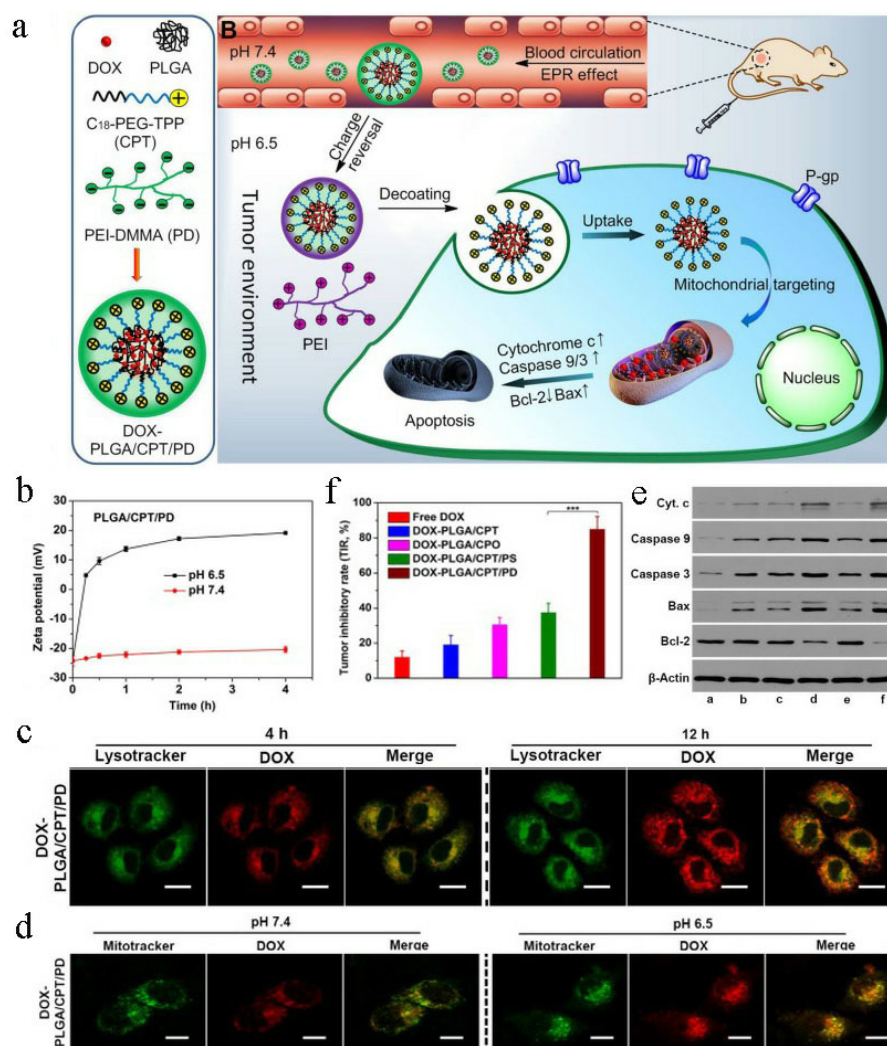 a
DOX PLGA
C18-PEG-TPP
(CPT)
PEI-DMMA (PD)
DOX-
PLGA/CPT/PD
B
pH 7.4
Blood circulation
EPR effect
pH 6.5
Charge
reversal
Tumor environment
Decoating
PEI
Uptake
P-gp
Mitochondrial targeting
Cytochrome c↑
Caspase 9/3 ↑
Bcl-2↓Bax↑
Apoptosis
Nucleus
b
PLGA/CPT/PD
pH 6.5
pH 7.4
Zeta potential (mV)
30
20
10
0
-10
-20
-30
0 1 2 3 4
Time (h)
f
Free DOX
DOX-PLGA/CPT
DOX-PLGA/CPO
DOX-PLGA/CPT/PS
DOX-PLGA/CPT/PD
***
Tumor inhibitory rate (TIR, %)
100
80
60
40
20
0
e
Cyt. c
Caspase 9
Caspase 3
Bax
Bcl-2
β-Actin
a b c d e f
c
4 h 12 h
Lysotracker DOX Merge Lysotracker DOX Merge
DOX-
PLGA/CPT/PD
d
pH 7.4 pH 6.5
Mitotracker DOX Merge Mitotracker DOX Merge
DOX-
PLGA/CPT/PD